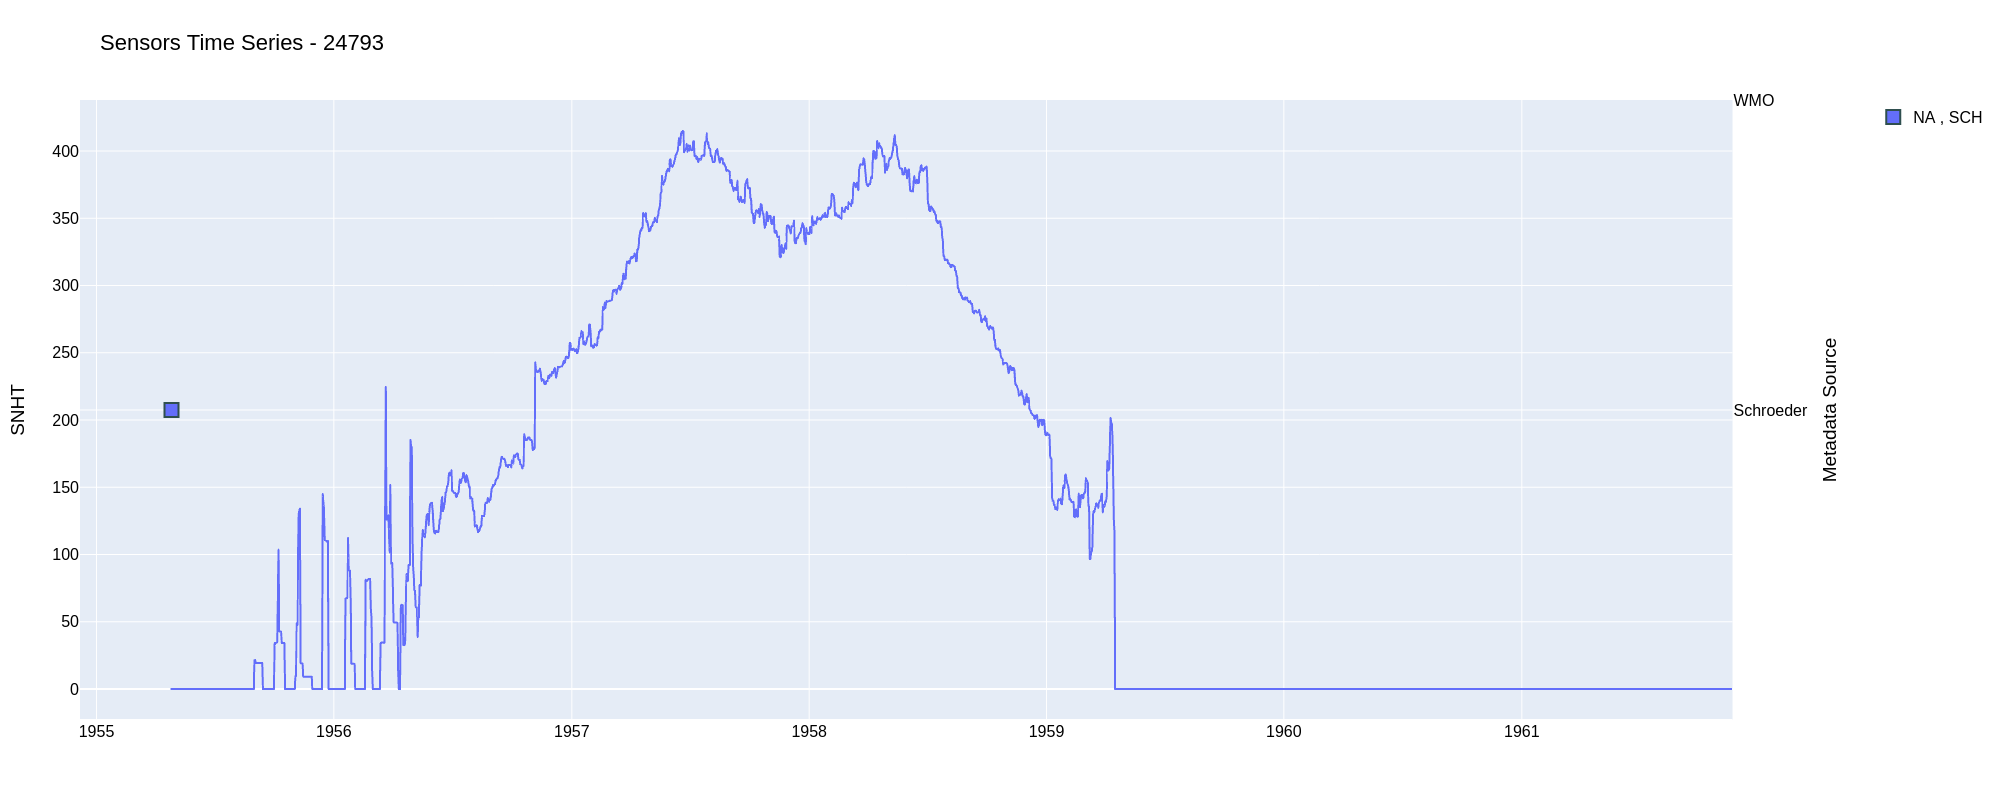 Sensors Time Series - 24793
WMO
NA , SCH
400
350
300
250
200
150
100
50
0
SNHT
Schroeder
Metadata Source
1955
1956
1957
1958
1959
1960
1961